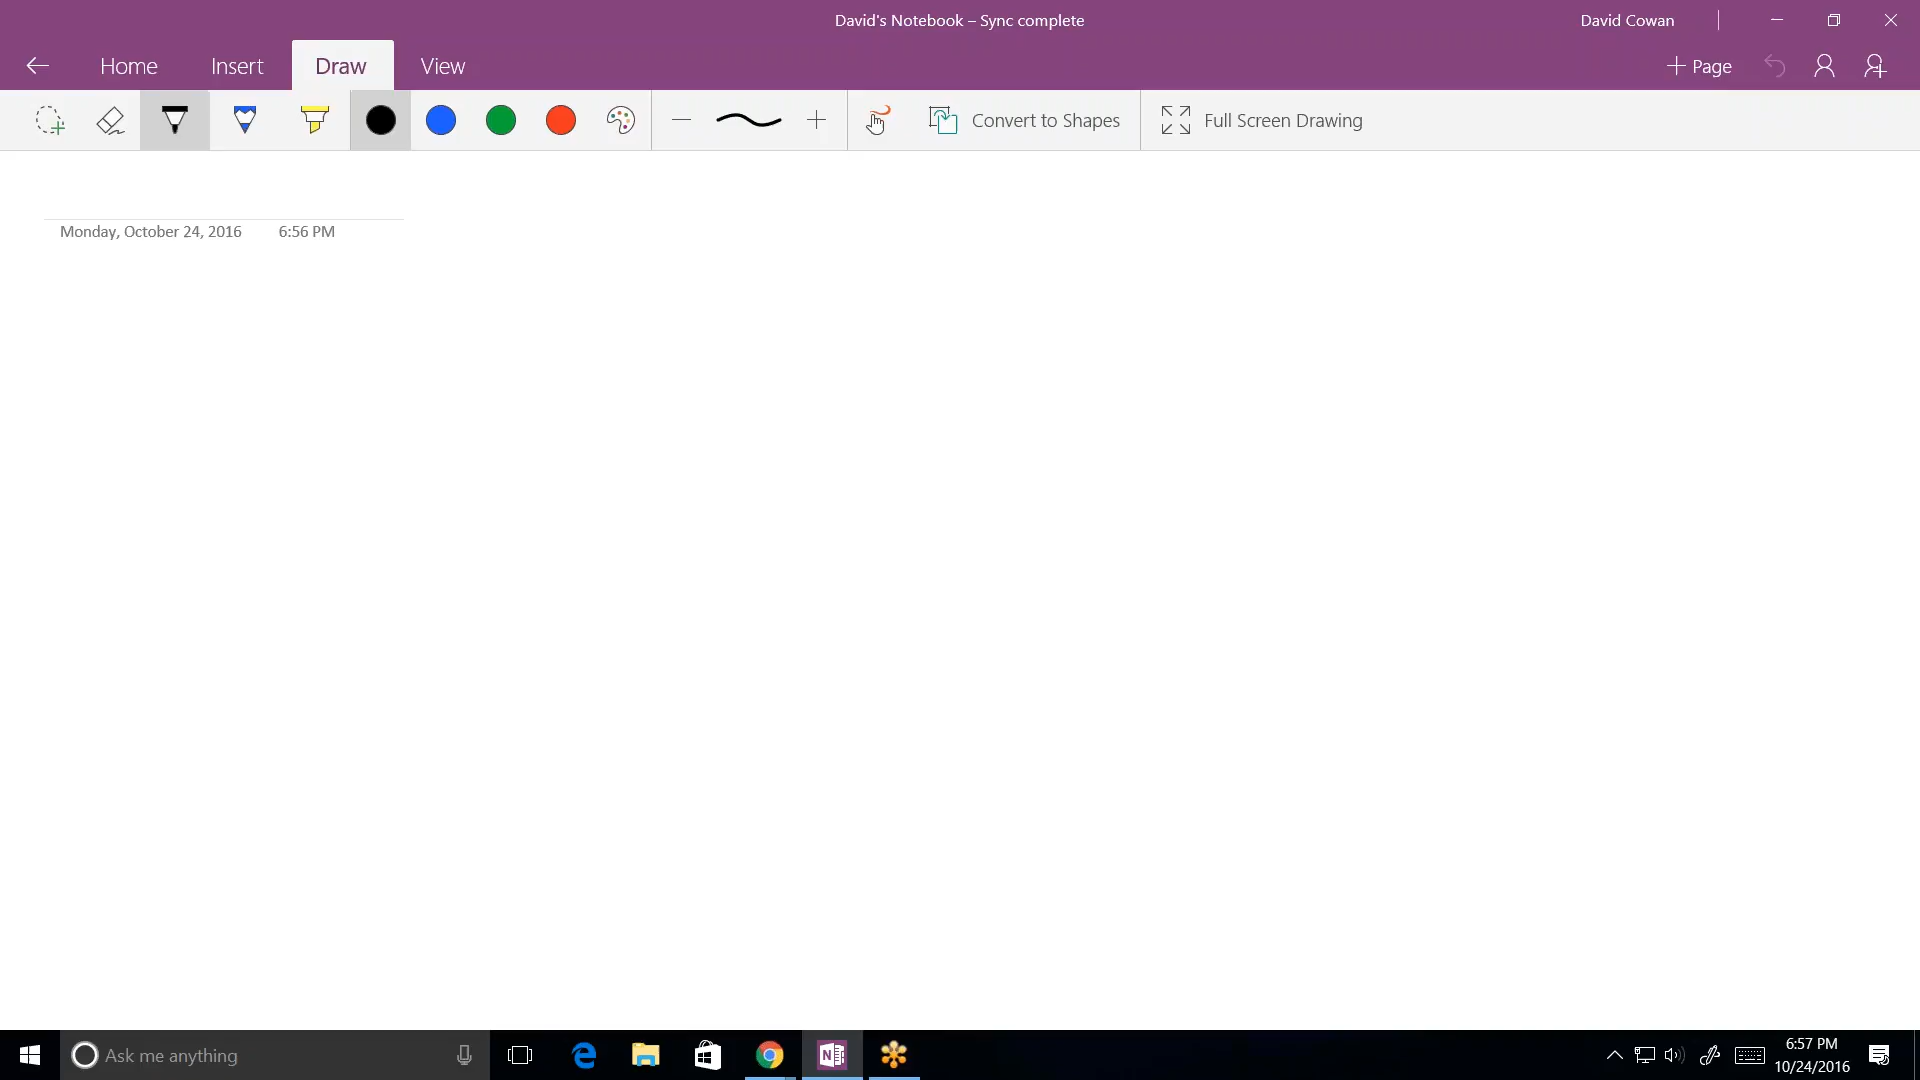 David's Notebook – Sync complete
David Cowan
Home
Insert
Draw
View
Page
Convert to Shapes
Full Screen Drawing
Monday, October 24, 2016 6:56 PM
Ask me anything
N
6:57 PM
10/24/2016